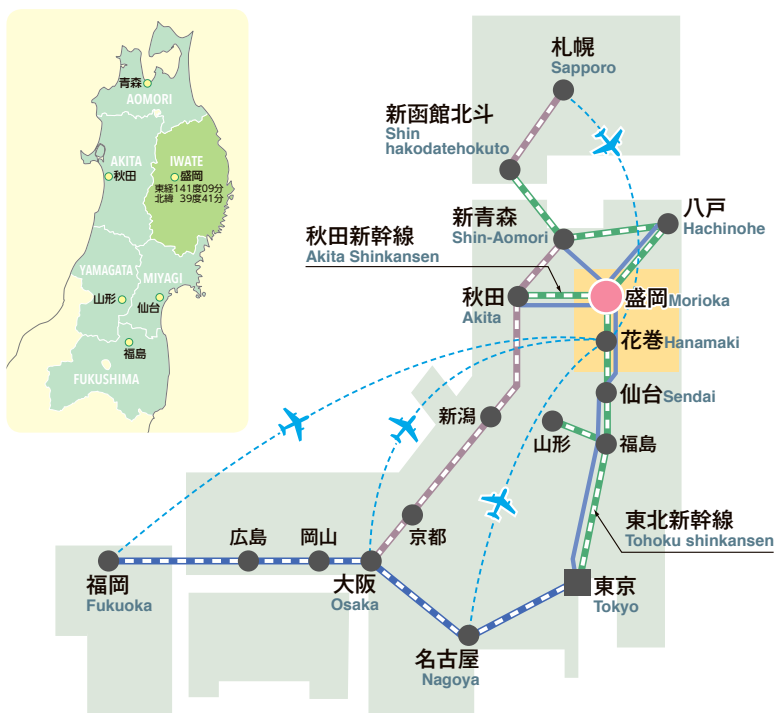 青森
AOMORI
AKITA
秋田
IWATE
盛岡
東経141度09分
北緯 39度41分
YAMAGATA
山形
MIYAGI
仙台
福島
FUKUSHIMA
札幌
Sapporo
新函館北斗
Shin
hakodatehokuto
八戸
Hachinohe
新青森
Shin-Aomori
秋田新幹線
Akita Shinkansen
秋田
Akita
盛岡 Morioka
花巻 Hanamaki
仙台 Sendai
新潟
山形
福島
京都
東北新幹線
Tohoku shinkansen
広島
岡山
福岡
Fukuoka
大阪
Osaka
東京
Tokyo
名古屋
Nagoya